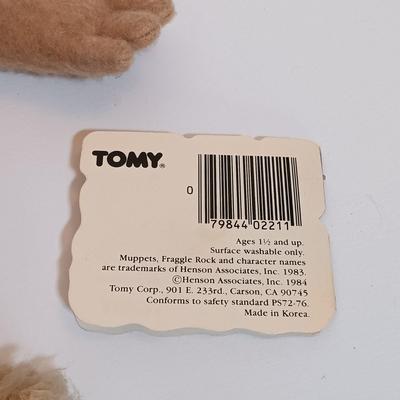 TOMY®
0
79844 02211
Ages 1½ and up.
Surface washable only.
Muppets, Fraggle Rock and character names
are trademarks of Henson Associates, Inc. 1983.
©Henson Associates, Inc. 1984
Tomy Corp., 901 E. 233rd., Carson, CA 90745
Conforms to safety standard PS72-76.
Made in Korea.